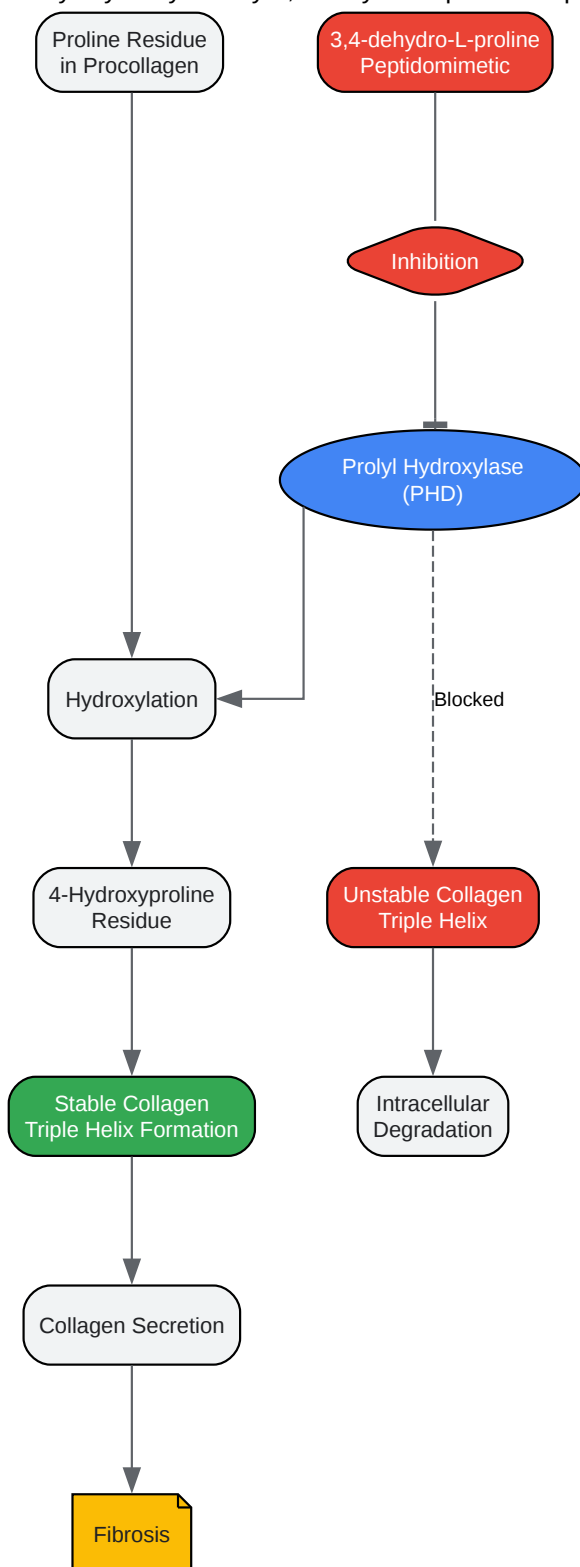 Proline Residue
in Procollagen
3,4-dehydro-L-proline
Peptidomimetic
Inhibition
Prolyl Hydroxylase
(PHD)
Hydroxylation
Blocked
4-Hydroxyproline
Residue
Unstable Collagen
Triple Helix
Stable Collagen
Triple Helix Formation
Intracellular
Degradation
Collagen Secretion
Fibrosis